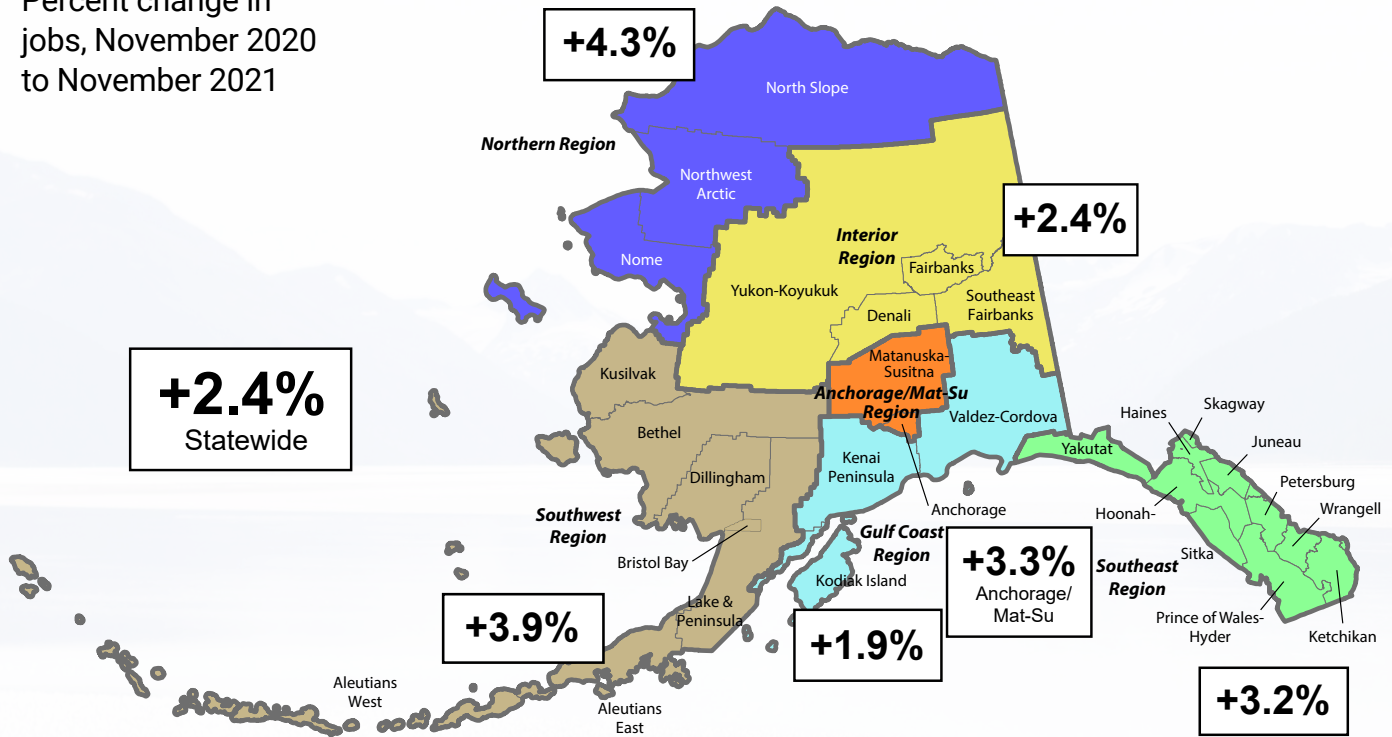 Percent change in
jobs, November 2020
to November 2021
+4.3%
North Slope
Northern Region
Northwest
Arctic
Nome
+2.4%
Interior
Region
Fairbanks
Yukon-Koyukuk
Denali
Southeast
Fairbanks
+2.4%
Statewide
Kusilvak
Bethel
Dillingham
Southwest
Region
Bristol Bay
Lake &
Peninsula
+3.9%
Aleutians
West
Aleutians
East
Matanuska-
Susitna
Anchorage/Mat-Su
Region
Valdez-Cordova
Kenai
Peninsula
Anchorage
Gulf Coast
Region
Kodiak Island
+1.9%
+3.3%
Anchorage/
Mat-Su
Yakutat
Haines
Skagway
Juneau
Petersburg
Wrangell
Hoonah-
Sitka
Southeast
Region
Prince of Wales-
Hyder
Ketchikan
+3.2%